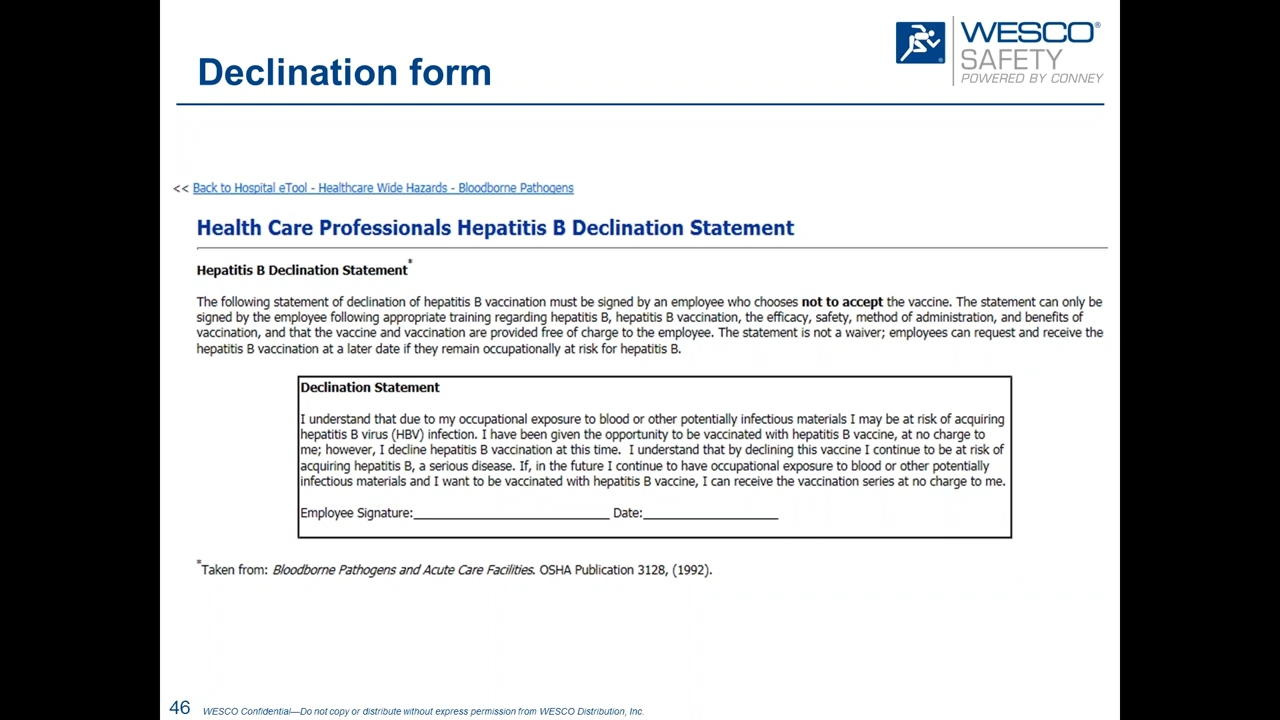 Declination form
WESCO®
SAFETY
POWERED BY CONNEY
<< Back to Hospital eTool - Healthcare Wide Hazards - Bloodborne Pathogens
Health Care Professionals Hepatitis B Declination Statement
Hepatitis B Declination Statement*
The following statement of declination of hepatitis B vaccination must be signed by an employee who chooses not to accept the vaccine. The statement can only be
signed by the employee following appropriate training regarding hepatitis B, hepatitis B vaccination, the efficacy, safety, method of administration, and benefits of
vaccination, and that the vaccine and vaccination are provided free of charge to the employee. The statement is not a waiver; employees can request and receive the
hepatitis B vaccination at a later date if they remain occupationally at risk for hepatitis B.
Declination Statement
I understand that due to my occupational exposure to blood or other potentially infectious materials I may be at risk of acquiring
hepatitis B virus (HBV) infection. I have been given the opportunity to be vaccinated with hepatitis B vaccine, at no charge to
me; however, I decline hepatitis B vaccination at this time.  I understand that by declining this vaccine I continue to be at risk of
acquiring hepatitis B, a serious disease. If, in the future I continue to have occupational exposure to blood or other potentially
infectious materials and I want to be vaccinated with hepatitis B vaccine, I can receive the vaccination series at no charge to me.
Employee Signature:____________________________ Date:___________________
*Taken from: Bloodborne Pathogens and Acute Care Facilities. OSHA Publication 3128, (1992).
46 WESCO Confidential—Do not copy or distribute without express permission from WESCO Distribution, Inc.